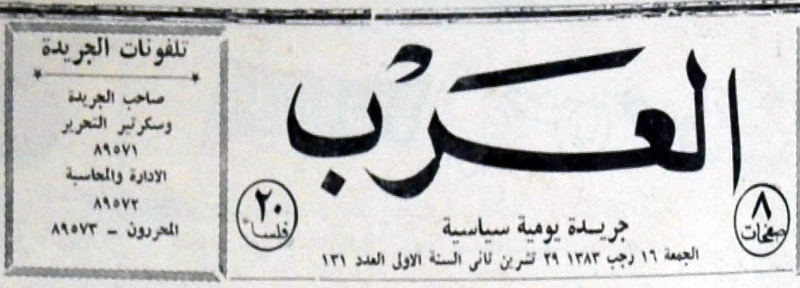 العرب
٨
صفحات
جريدة يومية سياسية
٢٠
فلسا
الجمعة ١٦ رجب ١٣٨٣ ٢٩ تشرين ثاني السنة الاولى العدد ١٣١
تلفونات الجريدة
صاحب الجريدة
وسكرتير التحرير
٨٩٥٧١
الادارة والمحاسبة
٨٩٥٧٢
المحررون - ٨٩٥٧٣